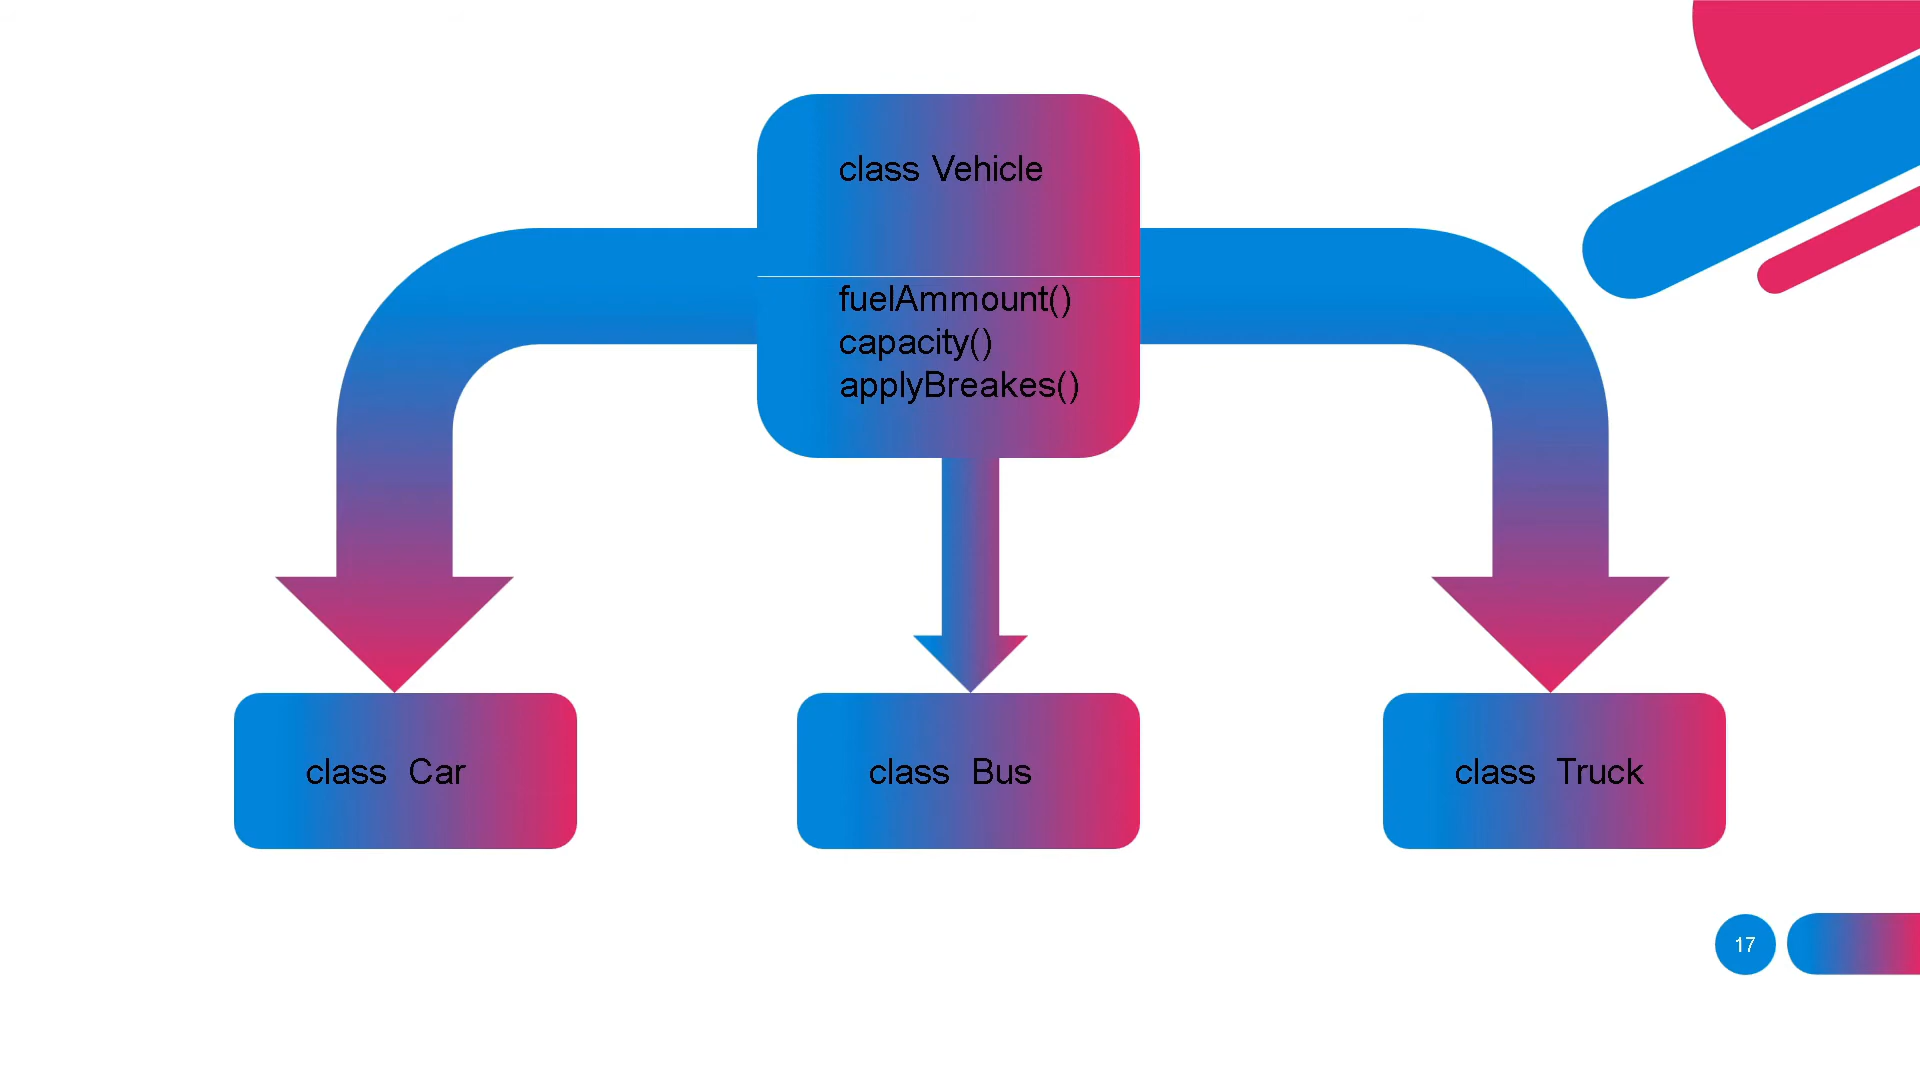 class Vehicle
fuelAmmount()
capacity()
applyBreakes()
class Car
class Bus
class Truck
17